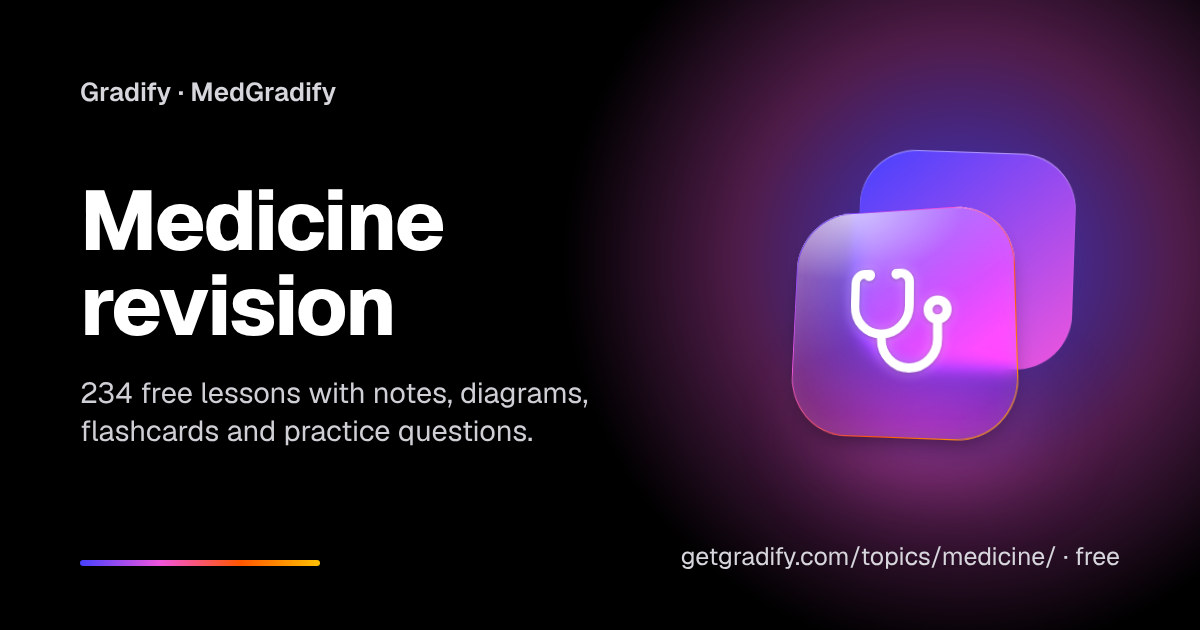 Gradify · MedGradify
Medicine
revision
234 free lessons with notes, diagrams,
flashcards and practice questions.
getgradify.com/topics/medicine/ · free